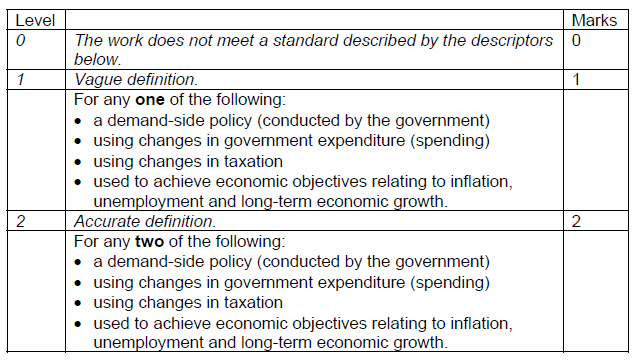 Level Marks
0 The work does not meet a standard described by the descriptors 0
below.
1 Vague definition. 1
For any one of the following:
• a demand-side policy (conducted by the government)
• using changes in government expenditure (spending)
• using changes in taxation
• used to achieve economic objectives relating to inflation,
unemployment and long-term economic growth.
2 Accurate definition. 2
For any two of the following:
• a demand-side policy (conducted by the government)
• using changes in government expenditure (spending)
• using changes in taxation
• used to achieve economic objectives relating to inflation,
unemployment and long-term economic growth.